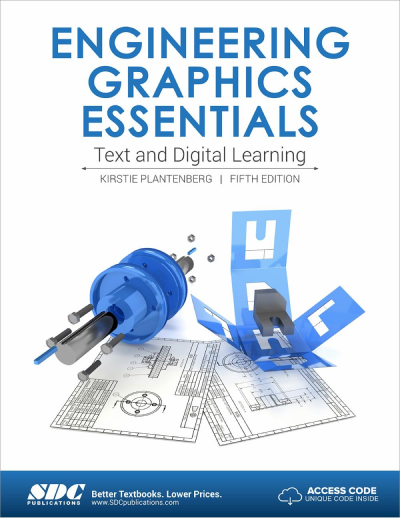 ENGINEERING
GRAPHICS
ESSENTIALS
Text and Digital Learning
KIRSTIE PLANTENBERG | FIFTH EDITION
SDC
PUBLICATIONS
Better Textbooks. Lower Prices.
www.SDCpublications.com
ACCESS CODE
UNIQUE CODE INSIDE